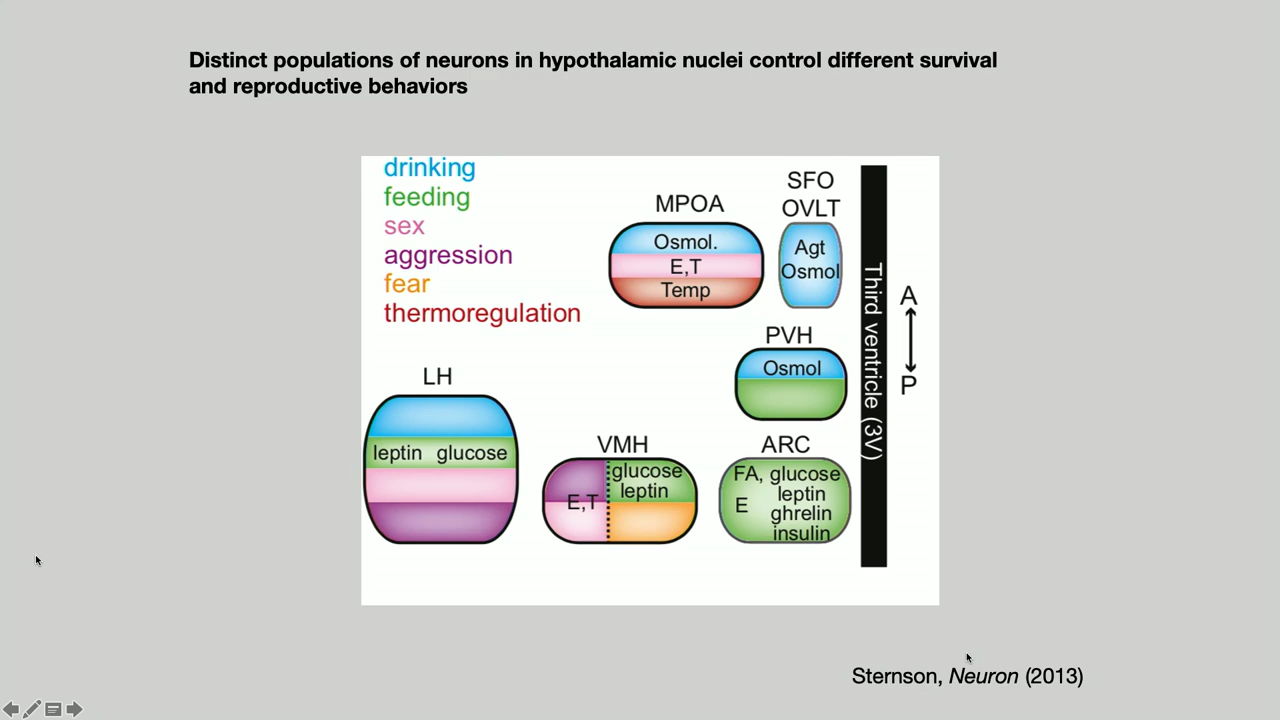 Distinct populations of neurons in hypothalamic nuclei control different survival
and reproductive behaviors
drinking
feeding
sex
aggression
fear
thermoregulation
MPOA
Osmol.
E,T
Temp
SFO
OVLT
Agt
Osmol
Third ventricle (3V)
A
P
PVH
Osmol
LH
leptin glucose
VMH
E,T
glucose
leptin
ARC
FA, glucose
E
leptin
ghrelin
insulin
Sternson, Neuron (2013)